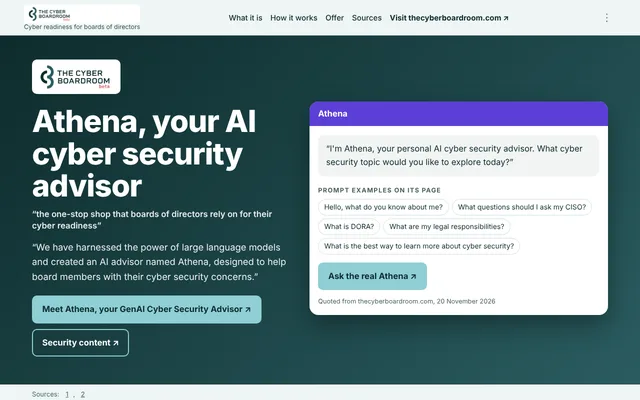 THE CYBER
BOARDROOM
beta
Cyber readiness for boards of directors
What it is How it works Offer Sources Visit thecyberboardroom.com ↗
⋮
THE CYBER
BOARDROOM
beta
Athena, your AI
cyber security
advisor
“the one-stop shop that boards of directors rely on for their
cyber readiness”
“We have harnessed the power of large language models
and created an AI advisor named Athena, designed to help
board members with their cyber security concerns.”
Meet Athena, your GenAI Cyber Security Advisor ↗
Security content ↗
Athena
“I'm Athena, your personal AI cyber security advisor. What cyber
security topic would you like to explore today?”
PROMPT EXAMPLES ON ITS PAGE
Hello, what do you know about me? What questions should I ask my CISO?
What is DORA? What are my legal responsibilities?
What is the best way to learn more about cyber security?
Ask the real Athena ↗
Quoted from thecyberboardroom.com, 20 November 2026
Sources: 1 , 2